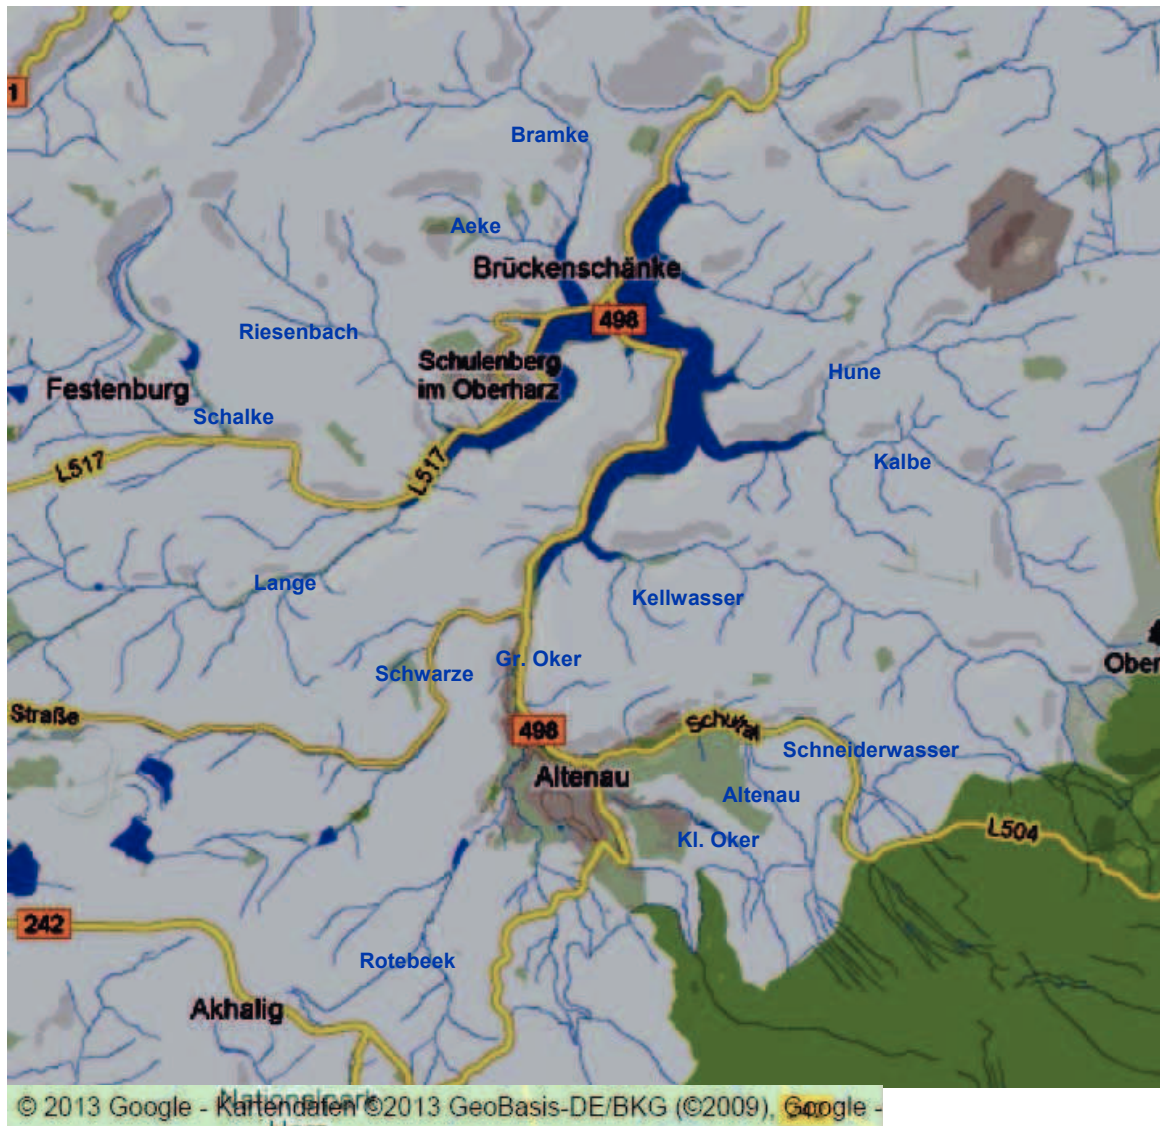 1
Bramke
Aeke
Brückenschänke
498
Riesenbach
Schulenberg
im Oberharz
Hune
Festenburg
Schalke
L517
L517
Kalbe
Lange
Kellwasser
Gr. Oker
Schwarze
Ober
Straße
498
Schneiderwasser
Altenau
Altenau
Kl. Oker
L504
242
Rotebeek
Akhalig
Nationalpark
© 2013 Google - Kartendaten ©2013 GeoBasis-DE/BKG (©2009), Google -